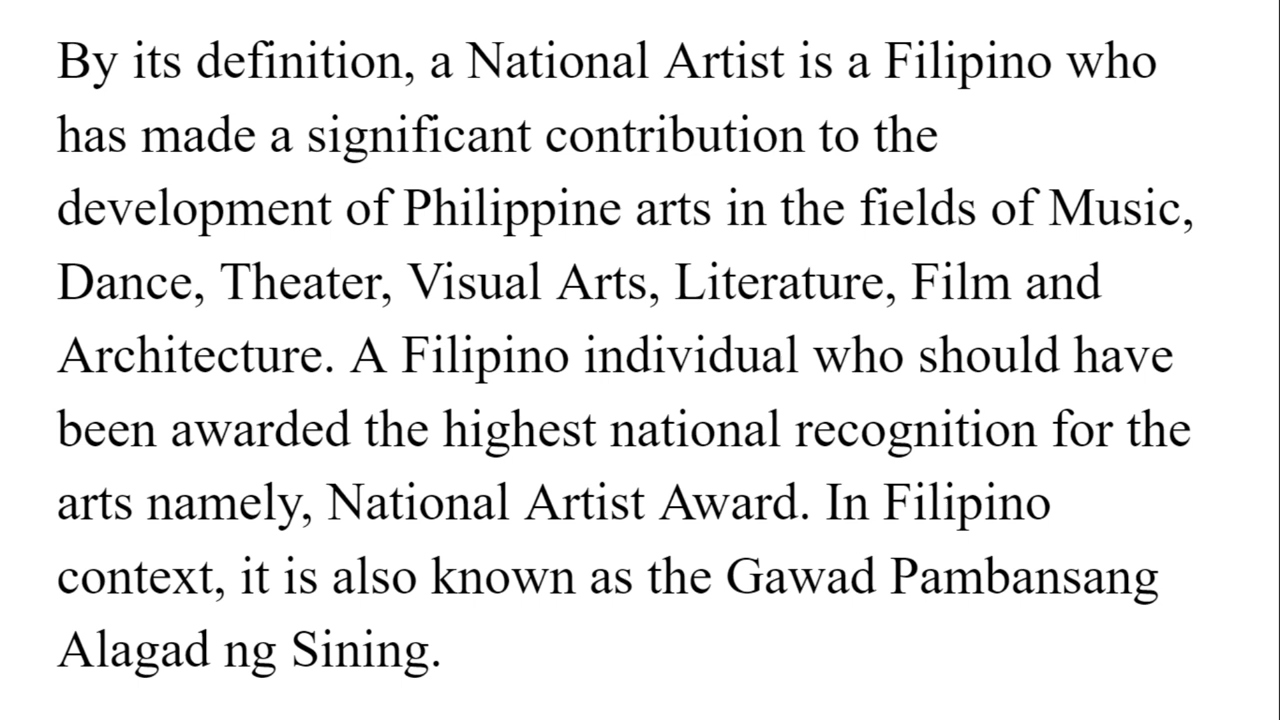 By its definition, a National Artist is a Filipino who
has made a significant contribution to the
development of Philippine arts in the fields of Music,
Dance, Theater, Visual Arts, Literature, Film and
Architecture. A Filipino individual who should have
been awarded the highest national recognition for the
arts namely, National Artist Award. In Filipino
context, it is also known as the Gawad Pambansang
Alagad ng Sining.